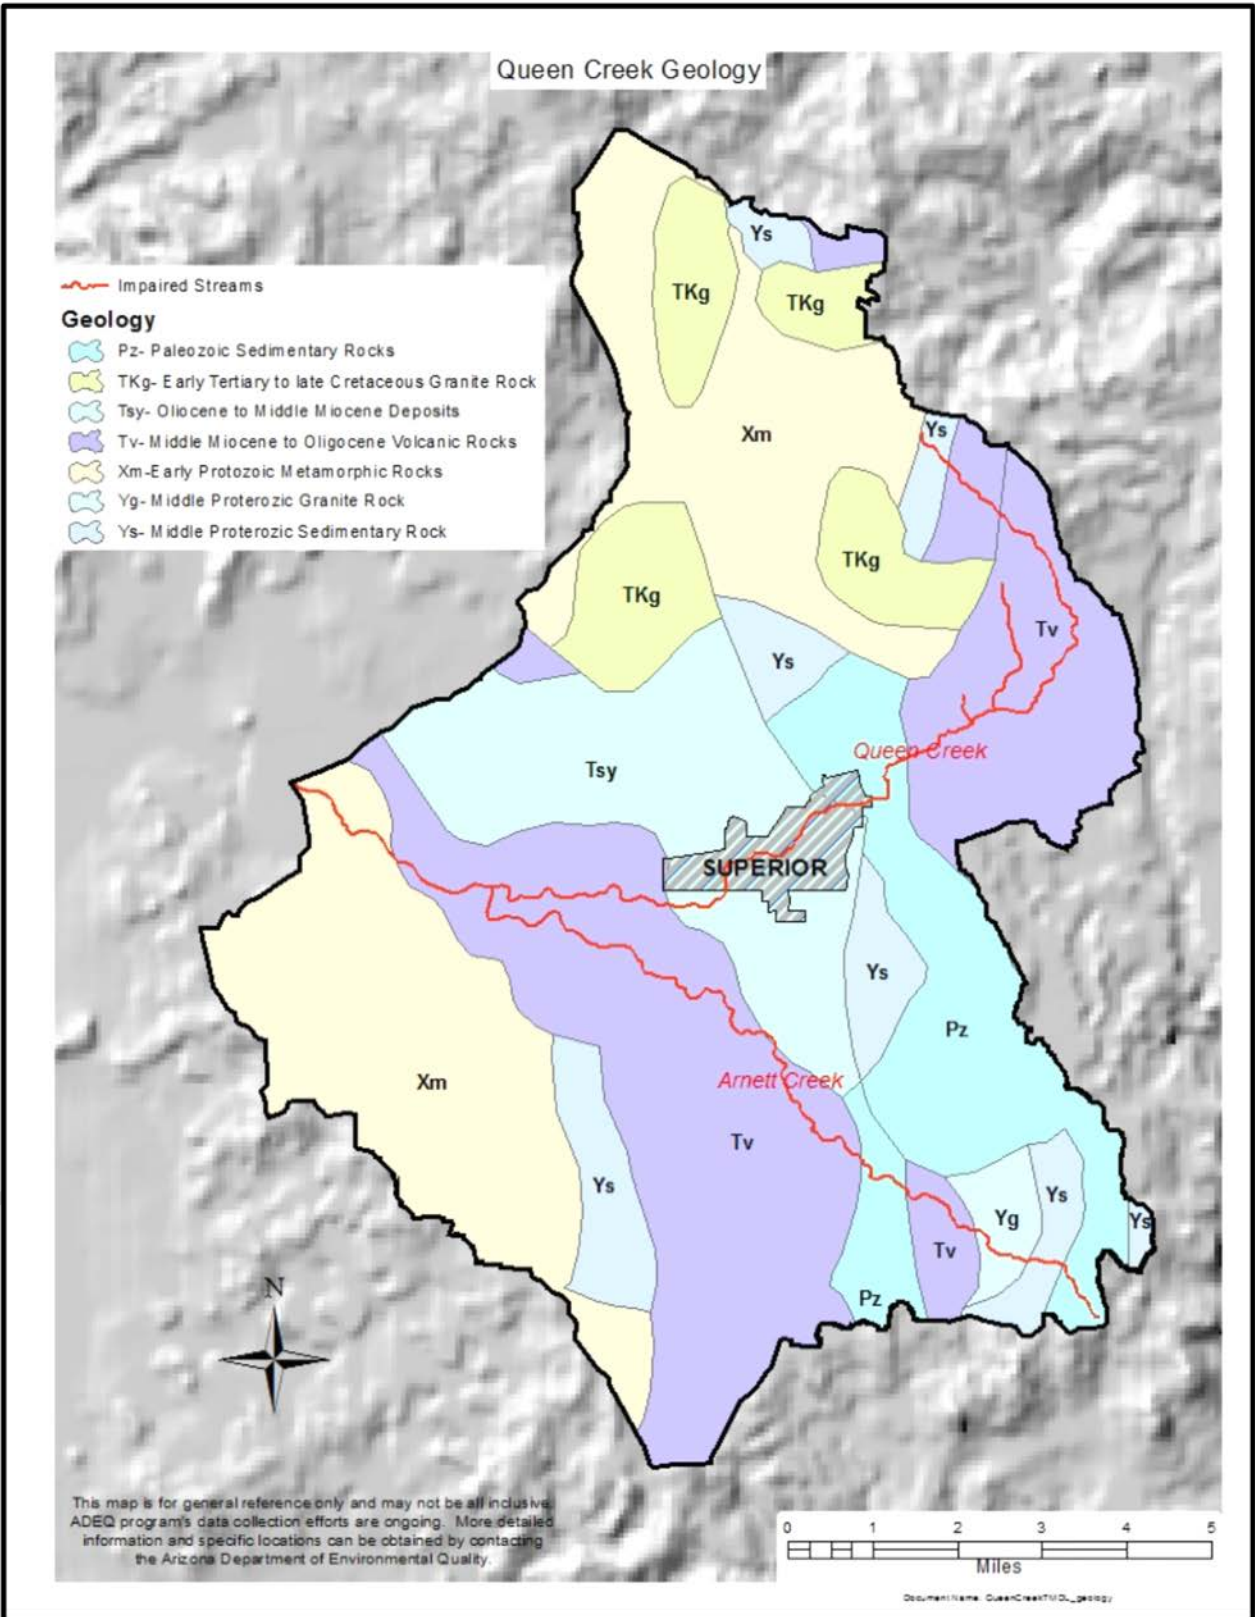 Queen Creek Geology
Impaired Streams
Geology
Pz- Paleozoic Sedimentary Rocks
TKg- Early Tertiary to late Cretaceous Granite Rock
Tsy- Oliocene to Middle Miocene Deposits
Tv- Middle Miocene to Oligocene Volcanic Rocks
Xm-Early Protozoic Metamorphic Rocks
Yg- Middle Proterozic Granite Rock
Ys- Middle Proterozic Sedimentary Rock
Ys
TKg
TKg
Xm
Ys
TKg
TKg
Tv
Ys
Queen Creek
Tsy
SUPERIOR
Ys
Pz
Arnett Creek
Xm
Tv
Ys
Ys
Yg
Ys
Tv
Pz
N
This map is for general reference only and may not be all inclusive.
ADEQ program's data collection efforts are ongoing. More detailed
information and specific locations can be obtained by contacting
the Arizona Department of Environmental Quality.
0 1 2 3 4 5
Miles
Document Name: QueenCreekTMDL_geology